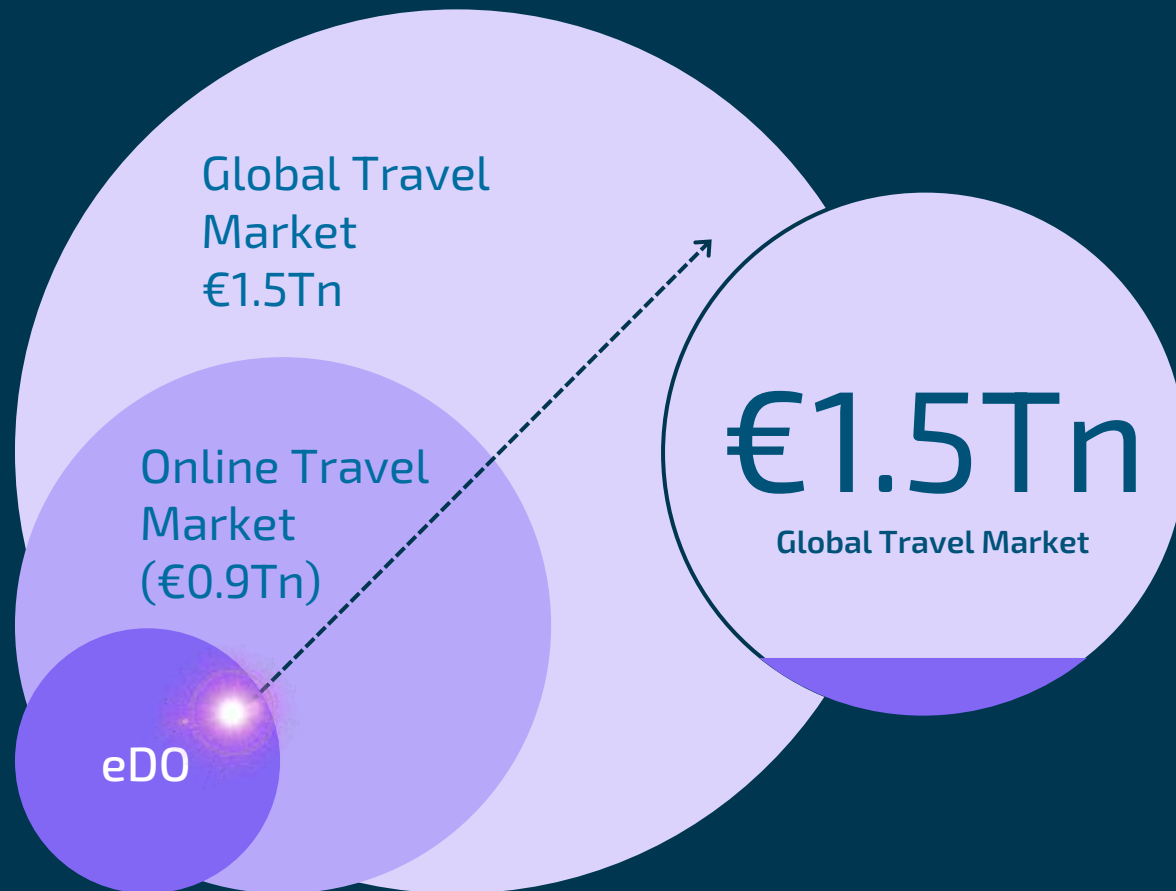 Global Travel
Market
€1.5Tn
Online Travel
Market
(€0.9Tn)
eDO
€1.5Tn
Global Travel Market